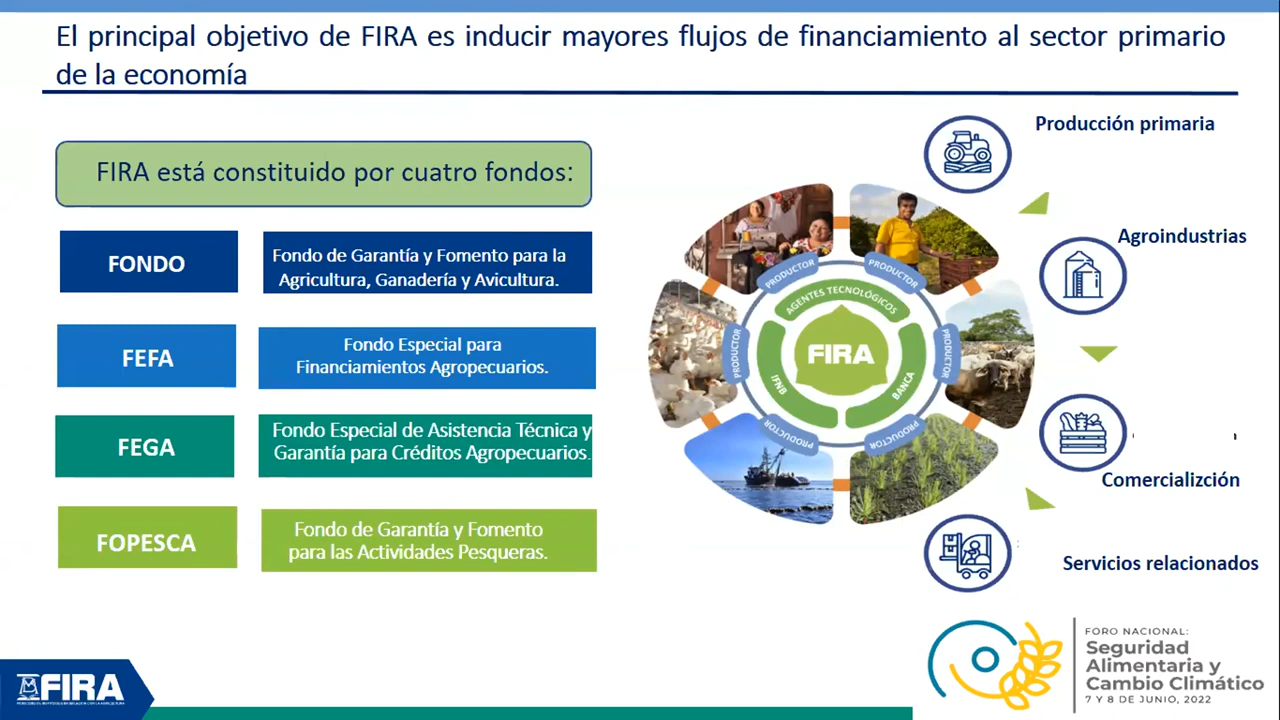 El principal objetivo de FIRA es inducir mayores flujos de financiamiento al sector primario
de la economía
FIRA está constituido por cuatro fondos:
FONDO
Fondo de Garantía y Fomento para la
Agricultura, Ganadería y Avicultura.
FEFA
Fondo Especial para
Financiamientos Agropecuarios.
FEGA
Fondo Especial de Asistencia Técnica y
Garantía para Créditos Agropecuarios.
FOPESCA
Fondo de Garantía y Fomento
para las Actividades Pesqueras.
PRODUCTOR
PRODUCTOR
AGENTES TECNOLÓGICOS
PRODUCTOR
FIRA
PRODUCTOR
IFNB
BANCA
PRODUCTOR
PRODUCTOR
Producción primaria
Agroindustrias
Comercializción
Servicios relacionados
FIRA
FORO NACIONAL:
Seguridad
Alimentaria y
Cambio Climático
7 Y 8 DE JUNIO, 2022